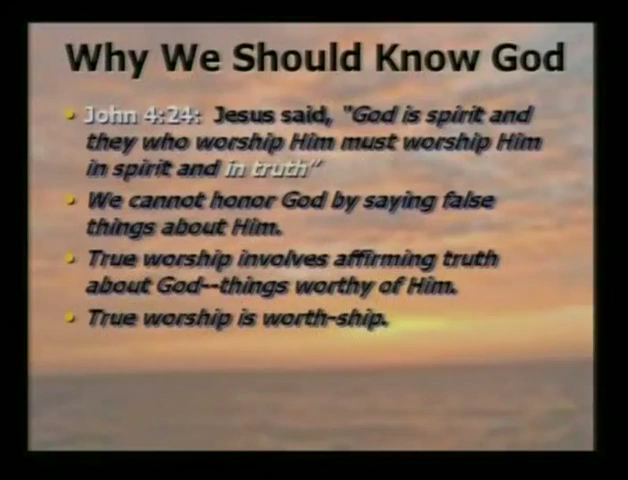 Why We Should Know God
• John 4:24: Jesus said, "God is spirit and
they who worship Him must worship Him
in spirit and in truth"
• We cannot honor God by saying false
things about Him.
• True worship involves affirming truth
about God--things worthy of Him.
• True worship is worth-ship.